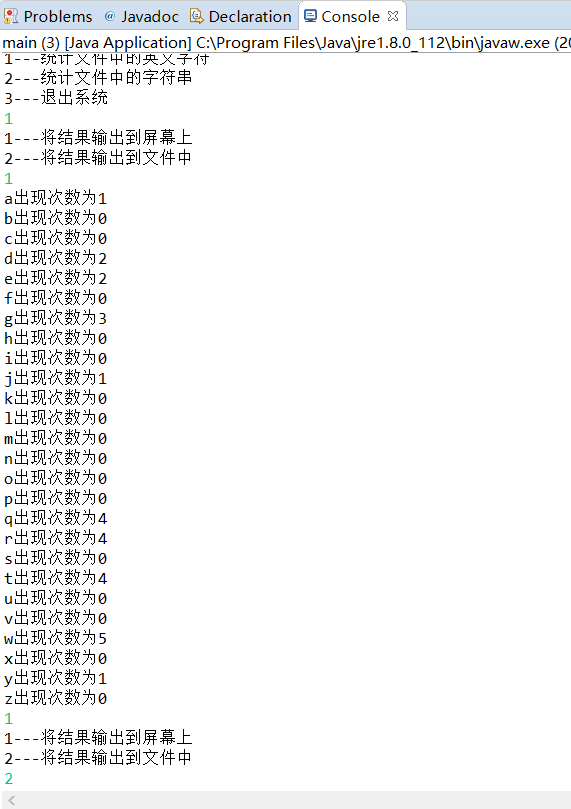 Problems @ Javadoc Declaration Console
main (3) [Java Application] C:\Program Files\Java\jre1.8.0_112\bin\javaw.exe (20
1---统计文件中的英文字符
2---统计文件中的字符串
3---退出系统
1
1---将结果输出到屏幕上
2---将结果输出到文件中
1
a出现次数为1
b出现次数为0
c出现次数为0
d出现次数为2
e出现次数为2
f出现次数为0
g出现次数为3
h出现次数为0
i出现次数为0
j出现次数为1
k出现次数为0
l出现次数为0
m出现次数为0
n出现次数为0
o出现次数为0
p出现次数为0
q出现次数为4
r出现次数为4
s出现次数为0
t出现次数为4
u出现次数为0
v出现次数为0
w出现次数为5
x出现次数为0
y出现次数为1
z出现次数为0
1
1---将结果输出到屏幕上
2---将结果输出到文件中
2